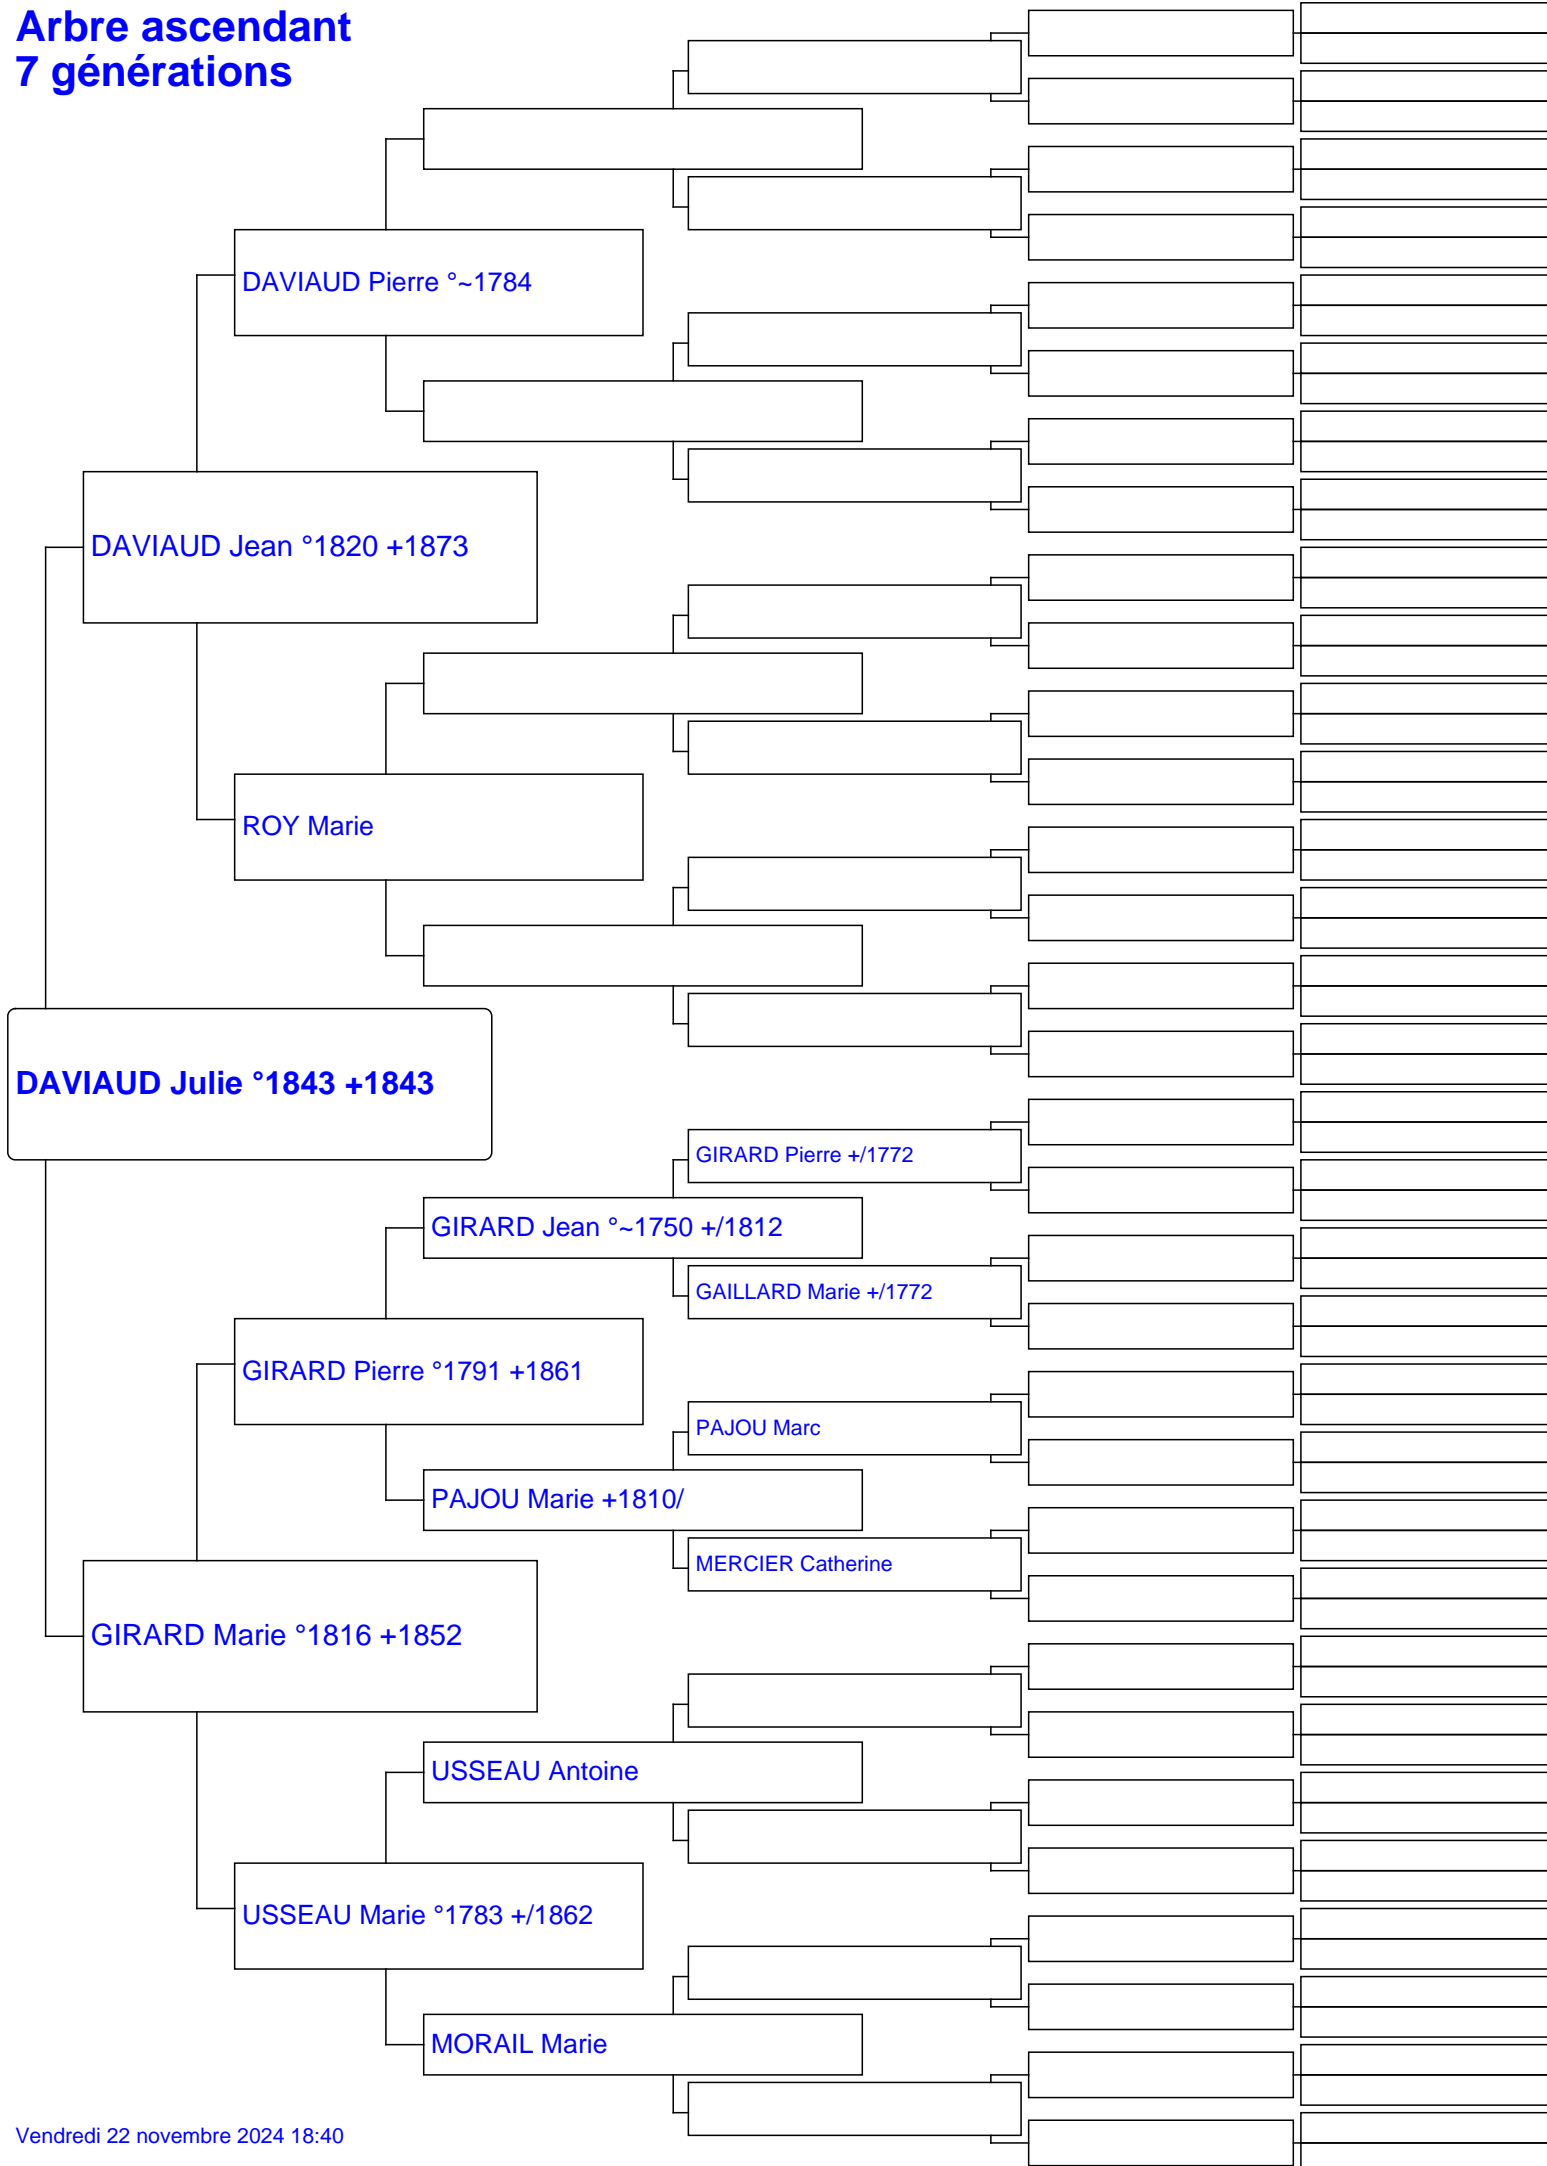 Arbre ascendant
7 générations
DAVIAUD Pierre °~1784
DAVIAUD Jean °1820 +1873
ROY Marie
DAVIAUD Julie °1843 +1843
GIRARD Pierre +/1772
GIRARD Jean °~1750 +/1812
GAILLARD Marie +/1772
GIRARD Pierre °1791 +1861
PAJOU Marc
PAJOU Marie +1810/
MERCIER Catherine
GIRARD Marie °1816 +1852
USSEAU Antoine
USSEAU Marie °1783 +/1862
MORAIL Marie
Vendredi 22 novembre 2024 18:40